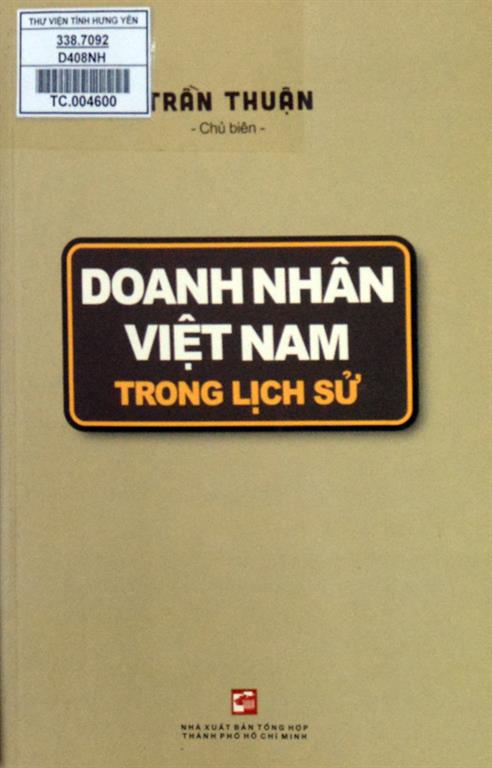 THƯ VIỆN TỈNH HƯNG YÊN
338.7092
D408NH
TC.004600
TRẦN THUẬN
- Chủ biên -
DOANH NHÂN
VIỆT NAM
TRONG LỊCH SỬ
NHÀ XUẤT BẢN TỔNG HỢP
THÀNH PHỐ HỒ CHÍ MINH